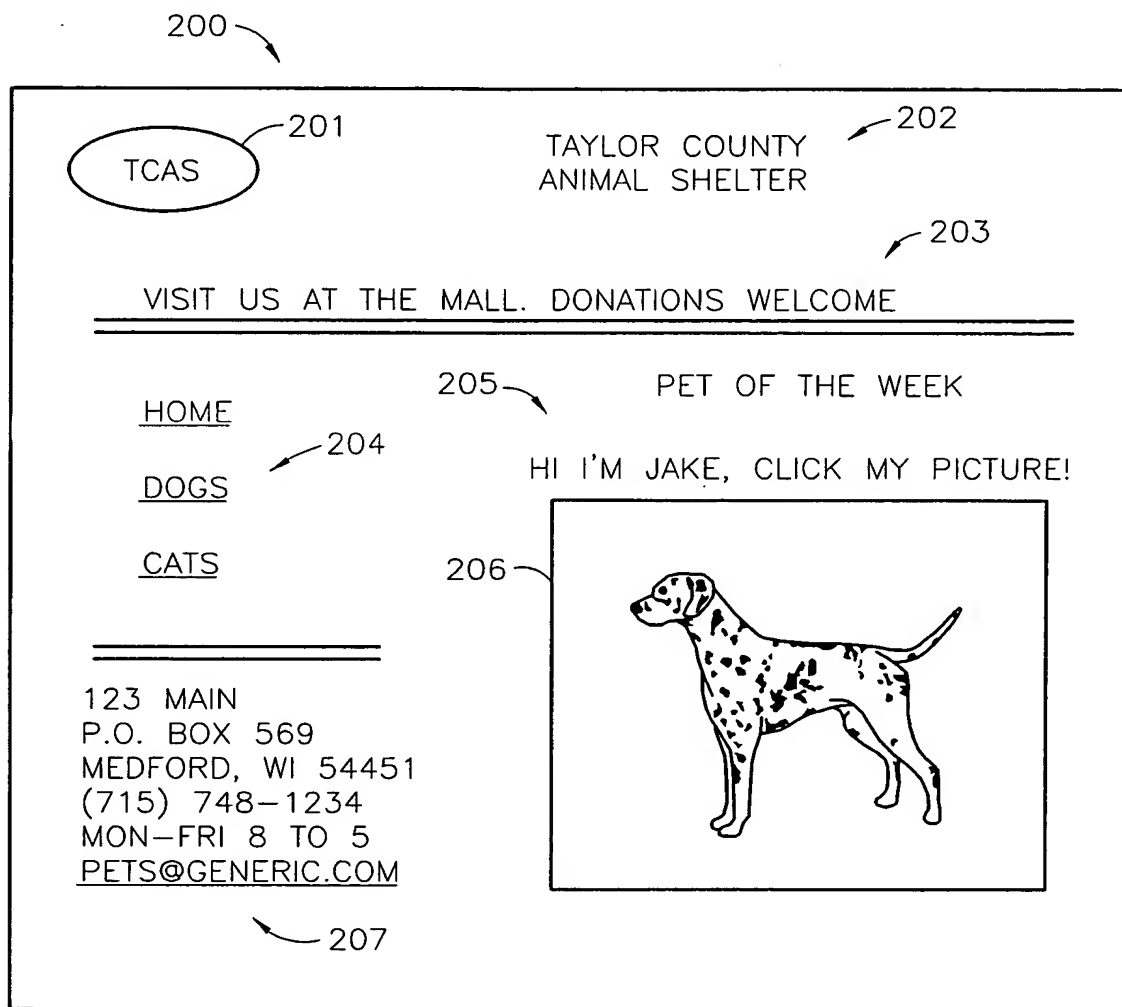 200
201
TCAS
202
TAYLOR COUNTY
ANIMAL SHELTER
203
VISIT US AT THE MALL. DONATIONS WELCOME
204
HOME
DOGS
CATS
205
PET OF THE WEEK
HI I'M JAKE, CLICK MY PICTURE!
206
123 MAIN
P.O. BOX 569
MEDFORD, WI 54451
(715) 748-1234
MON-FRI 8 TO 5
PETS@GENERIC.COM
207